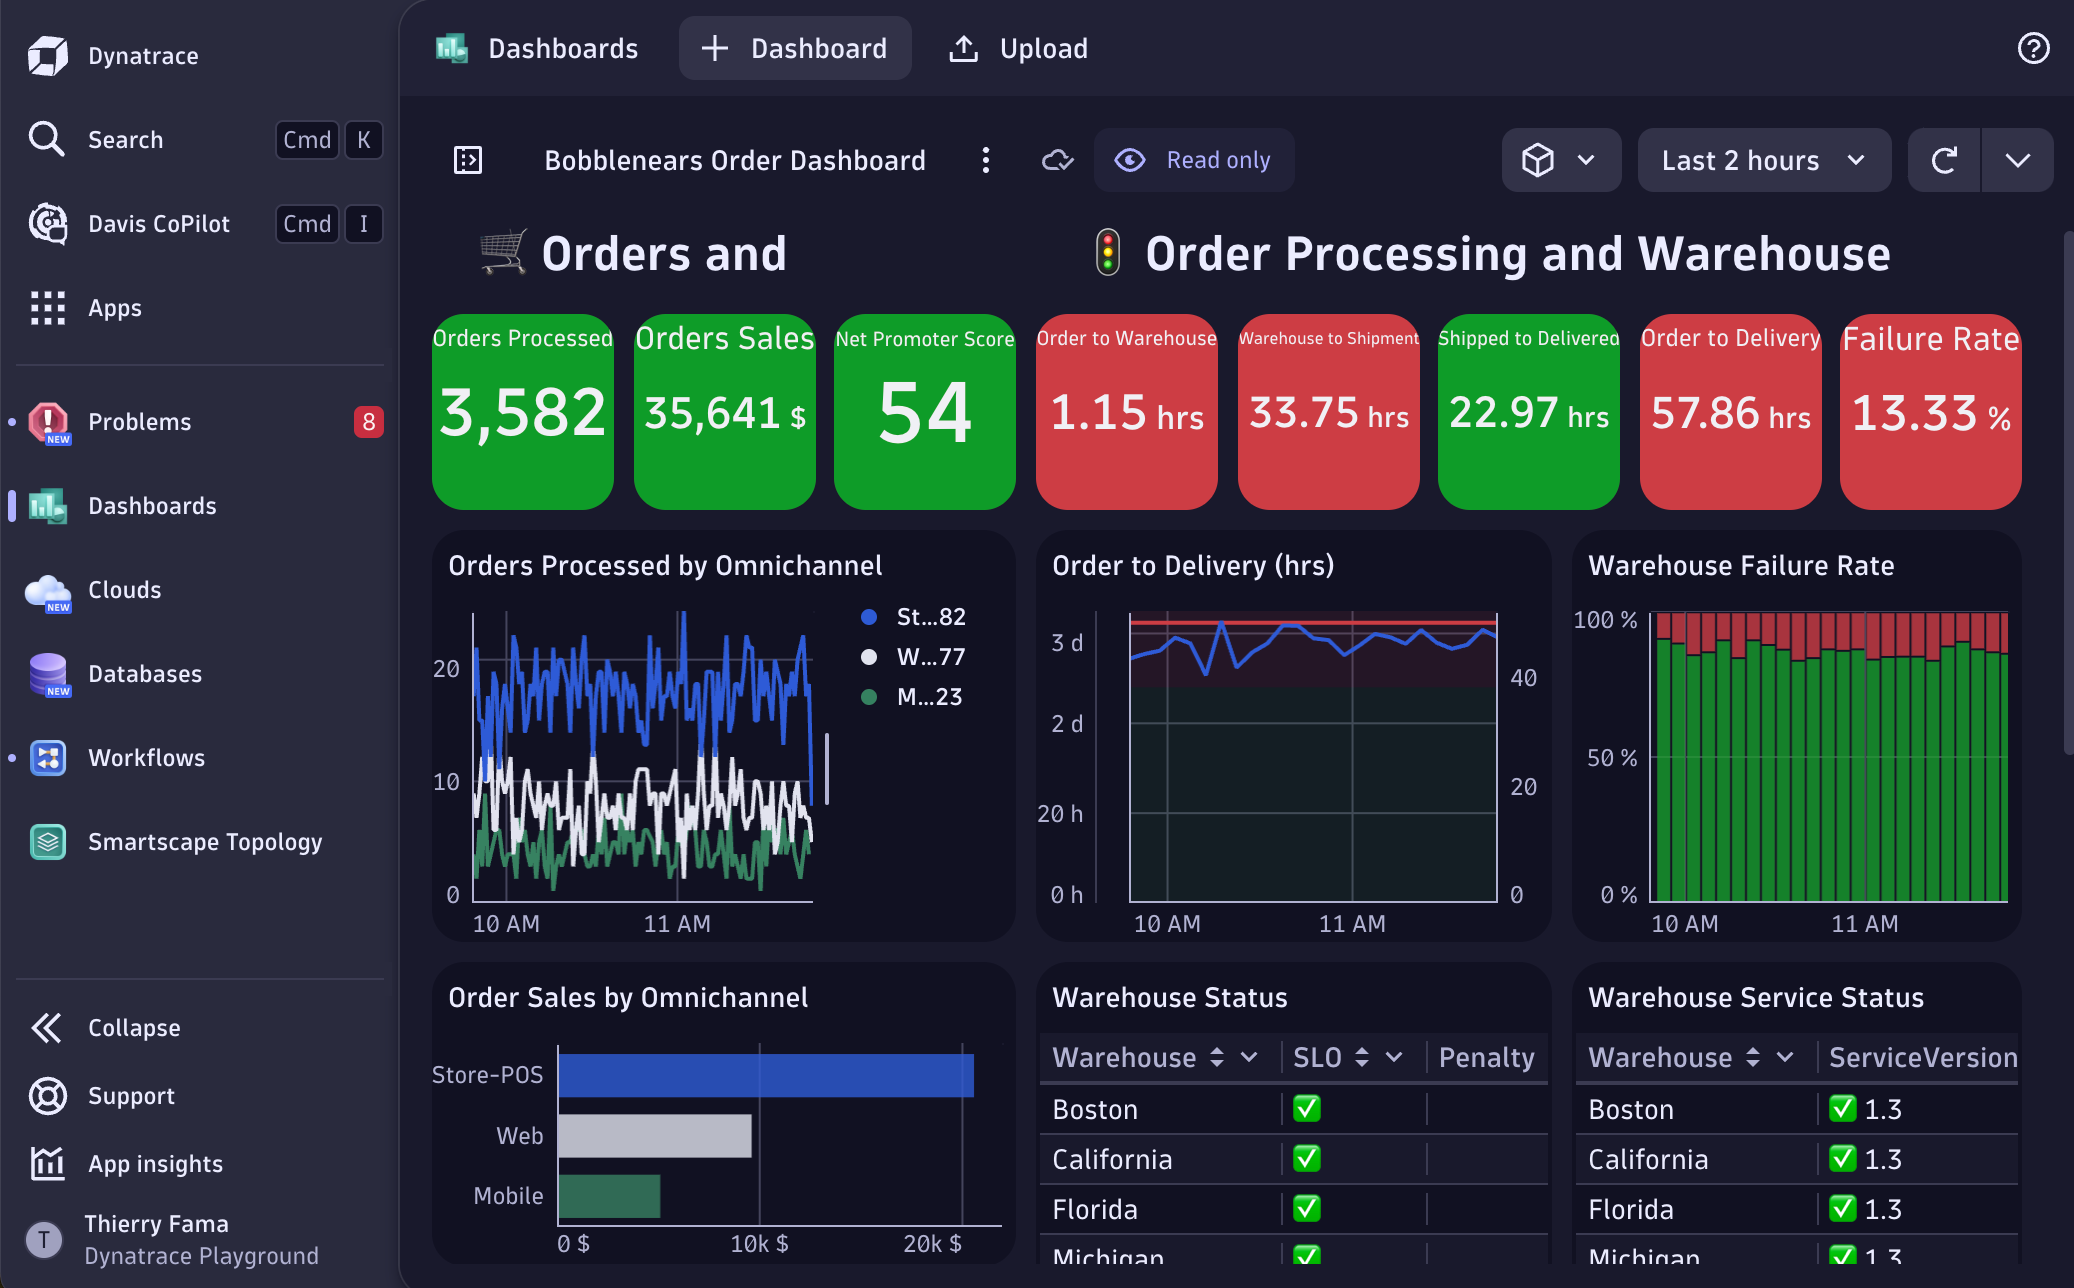 Dynatrace
Search Cmd K
Davis CoPilot Cmd I
Apps
Problems 8
NEW
Dashboards
Clouds
NEW
Databases
NEW
Workflows
Smartscape Topology
Collapse
Support
App insights
T
Thierry Fama
Dynatrace Playground
Dashboards
Dashboard
Upload
Bobblenears Order Dashboard
Read only
Last 2 hours
🛒 Orders and
🚦 Order Processing and Warehouse
Orders Processed
3,582
Orders Sales
35,641 $
Net Promoter Score
54
Order to Warehouse
1.15 hrs
Warehouse to Shipment
33.75 hrs
Shipped to Delivered
22.97 hrs
Order to Delivery
57.86 hrs
Failure Rate
13.33 %
Orders Processed by Omnichannel
20
10
0
10 AM 11 AM
St...82
W...77
M...23
Order to Delivery (hrs)
3 d
2 d
20 h
0 h
40
20
0
10 AM 11 AM
Warehouse Failure Rate
100 %
50 %
0 %
10 AM 11 AM
Order Sales by Omnichannel
Store-POS
Web
Mobile
0 $ 10k $ 20k $
Warehouse Status
Warehouse SLO Penalty
Boston ✅
California ✅
Florida ✅
Michigan ✅
Warehouse Service Status
Warehouse ServiceVersion
Boston ✅ 1.3
California ✅ 1.3
Florida ✅ 1.3
Michigan ✅ 1.3